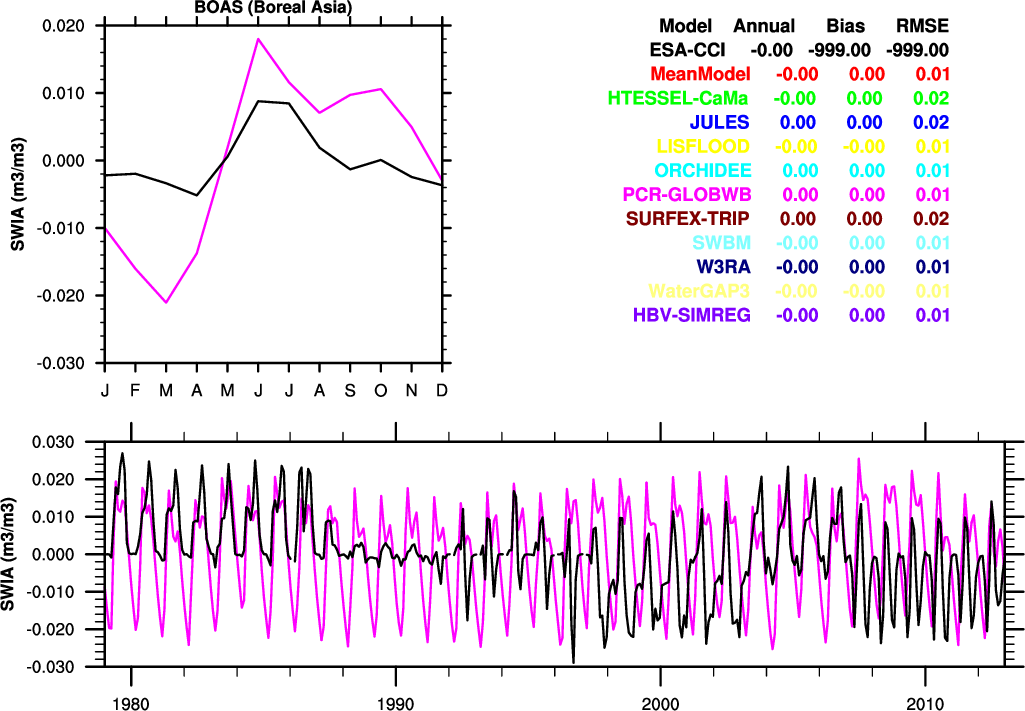 BOAS (Boreal Asia)
0.020
0.010
0.000
-0.010
-0.020
-0.030
SWIA (m3/m3)
J F M A M J J A S O N D
Model Annual Bias RMSE
ESA-CCI -0.00 -999.00 -999.00
MeanModel -0.00 0.00 0.01
HTESSEL-CaMa -0.00 0.00 0.02
JULES 0.00 0.00 0.02
LISFLOOD -0.00 -0.00 0.01
ORCHIDEE 0.00 0.00 0.01
PCR-GLOBWB 0.00 0.00 0.01
SURFEX-TRIP 0.00 0.00 0.02
SWBM -0.00 0.00 0.01
W3RA -0.00 0.00 0.01
WaterGAP3 -0.00 -0.00 0.01
HBV-SIMREG -0.00 0.00 0.01
0.030
0.020
0.010
0.000
-0.010
-0.020
-0.030
SWIA (m3/m3)
1980 1990 2000 2010